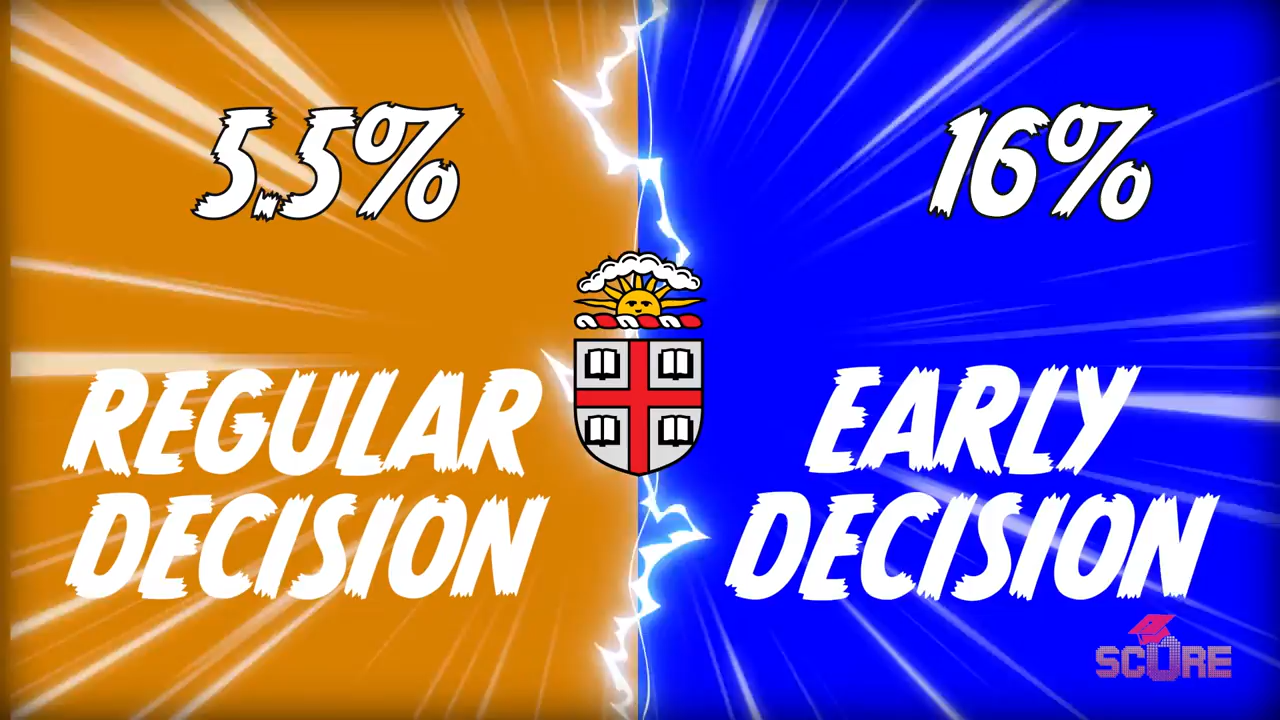 5.5%
16%
REGULAR
DECISION
EARLY
DECISION
SCORE